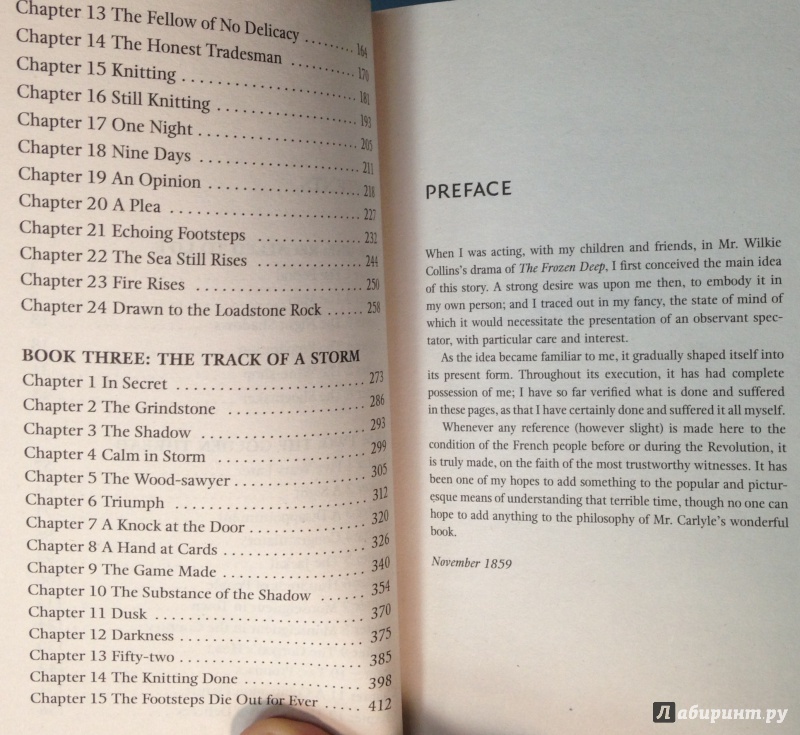 Chapter 13 The Fellow of No Delicacy ........ 164
Chapter 14 The Honest Tradesman .......... 170
Chapter 15 Knitting ........................ 181
Chapter 16 Still Knitting .................... 193
Chapter 17 One Night ...................... 205
Chapter 18 Nine Days ...................... 211
Chapter 19 An Opinion ..................... 218
Chapter 20 A Plea .......................... 227
Chapter 21 Echoing Footsteps .............. 232
Chapter 22 The Sea Still Rises .............. 244
Chapter 23 Fire Rises ....................... 250
Chapter 24 Drawn to the Loadstone Rock ...... 258
BOOK THREE: THE TRACK OF A STORM
Chapter 1 In Secret ......................... 273
Chapter 2 The Grindstone ................... 286
Chapter 3 The Shadow ...................... 293
Chapter 4 Calm in Storm .................... 299
Chapter 5 The Wood-sawyer ................. 305
Chapter 6 Triumph ......................... 312
Chapter 7 A Knock at the Door ............... 320
Chapter 8 A Hand at Cards .................. 326
Chapter 9 The Game Made .................. 340
Chapter 10 The Substance of the Shadow ...... 354
Chapter 11 Dusk ........................... 370
Chapter 12 Darkness ....................... 375
Chapter 13 Fifty-two ....................... 385
Chapter 14 The Knitting Done ............... 398
Chapter 15 The Footsteps Die Out for Ever ..... 412
PREFACE
When I was acting, with my children and friends, in Mr. Wilkie
Collins's drama of The Frozen Deep, I first conceived the main idea
of this story. A strong desire was upon me then, to embody it in
my own person; and I traced out in my fancy, the state of mind of
which it would necessitate the presentation of an observant spec-
tator, with particular care and interest.
As the idea became familiar to me, it gradually shaped itself into
its present form. Throughout its execution, it has had complete
possession of me; I have so far verified what is done and suffered
in these pages, as that I have certainly done and suffered it all myself.
Whenever any reference (however slight) is made here to the
condition of the French people before or during the Revolution, it
is truly made, on the faith of the most trustworthy witnesses. It has
been one of my hopes to add something to the popular and pictur-
esque means of understanding that terrible time, though no one can
hope to add anything to the philosophy of Mr. Carlyle's wonderful
book.
November 1859
Лабиринт.ру